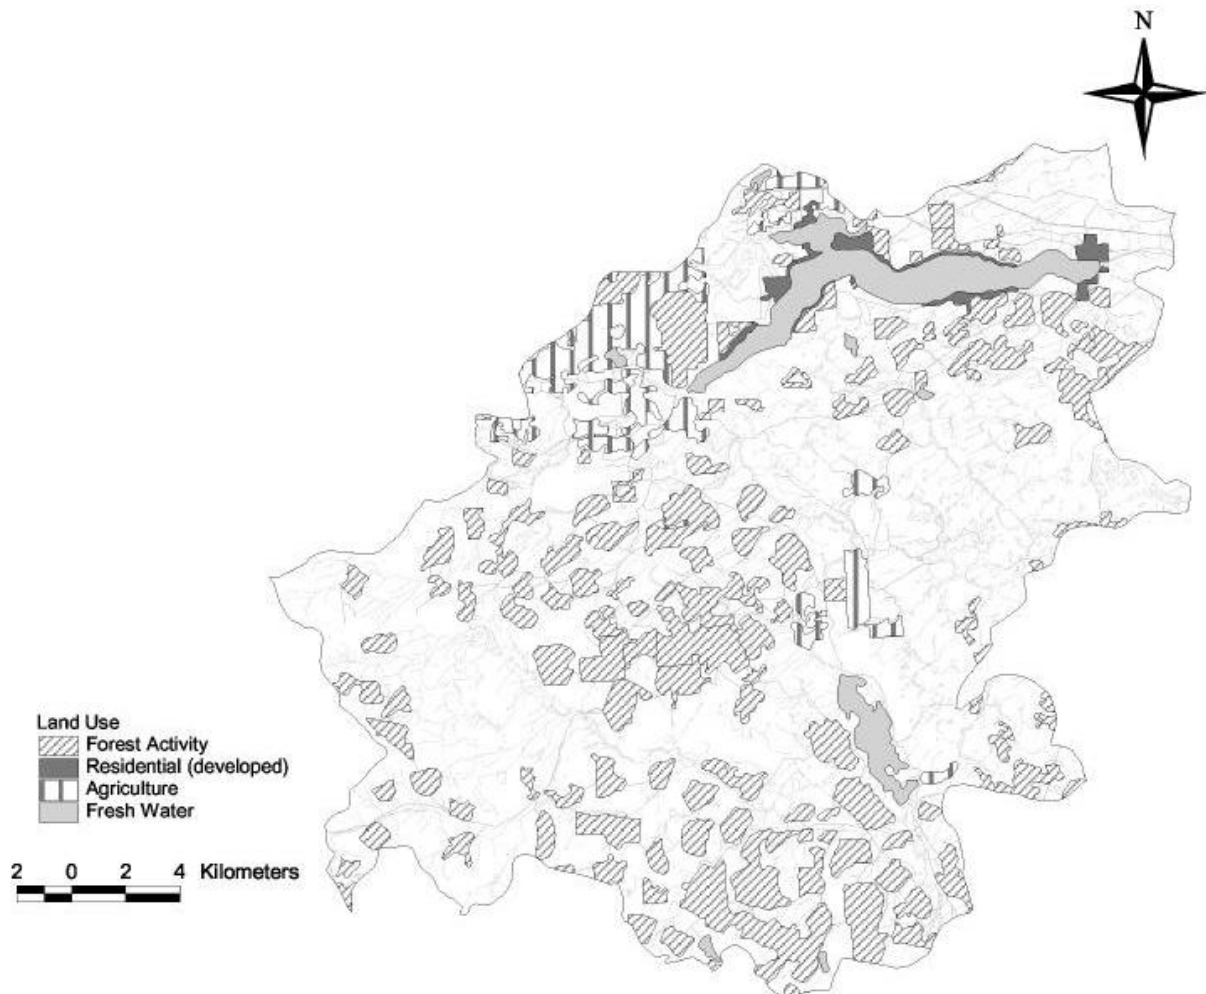 N
Land Use
Forest Activity
Residential (developed)
Agriculture
Fresh Water
2 0 2 4 Kilometers